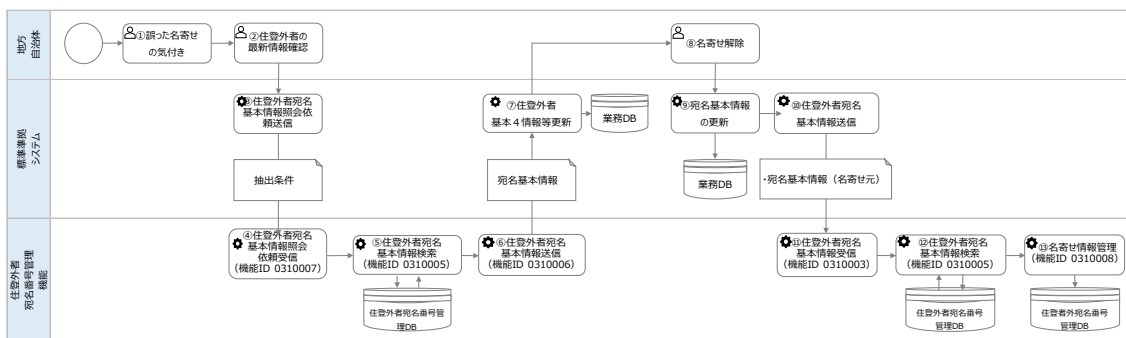 地方
自治体
①誤った名寄せ
の気付き
②住登外者の
最新情報確認
⑧名寄せ解除
標準準拠
システム
③住登外者宛名
基本情報照会依
頼送信
抽出条件
⑦住登外者
基本４情報等更新
業務DB
宛名基本情報
⑨宛名基本情報
の更新
業務DB
⑩住登外者宛名
基本情報送信
・宛名基本情報（名寄せ元）
住登外者
宛名番号管理
機能
④住登外者宛名
基本情報照会
依頼受信
（機能ID 0310007）
⑤住登外者宛名
基本情報検索
（機能ID 0310005）
住登外者宛名番号管
理DB
⑥住登外者宛名
基本情報送信
（機能ID 0310006）
⑪住登外者宛名
基本情報受信
（機能ID 0310003）
⑫住登外者宛名
基本情報検索
（機能ID 0310005）
住登外者宛名番号
管理DB
⑬名寄せ情報管理
（機能ID 0310008）
住登者外宛名番号
管理DB